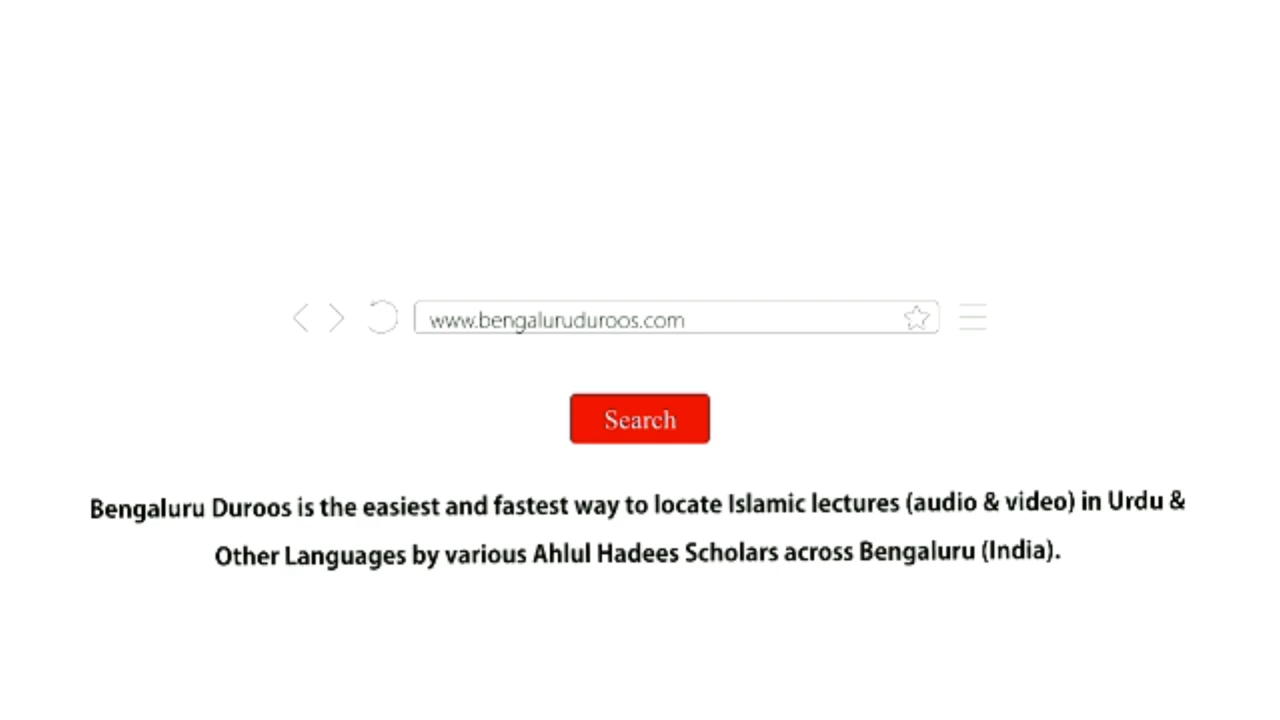 www.bengaluruduroos.com
Search
Bengaluru Duroos is the easiest and fastest way to locate Islamic lectures (audio & video) in Urdu &
Other Languages by various Ahlul Hadees Scholars across Bengaluru (India).